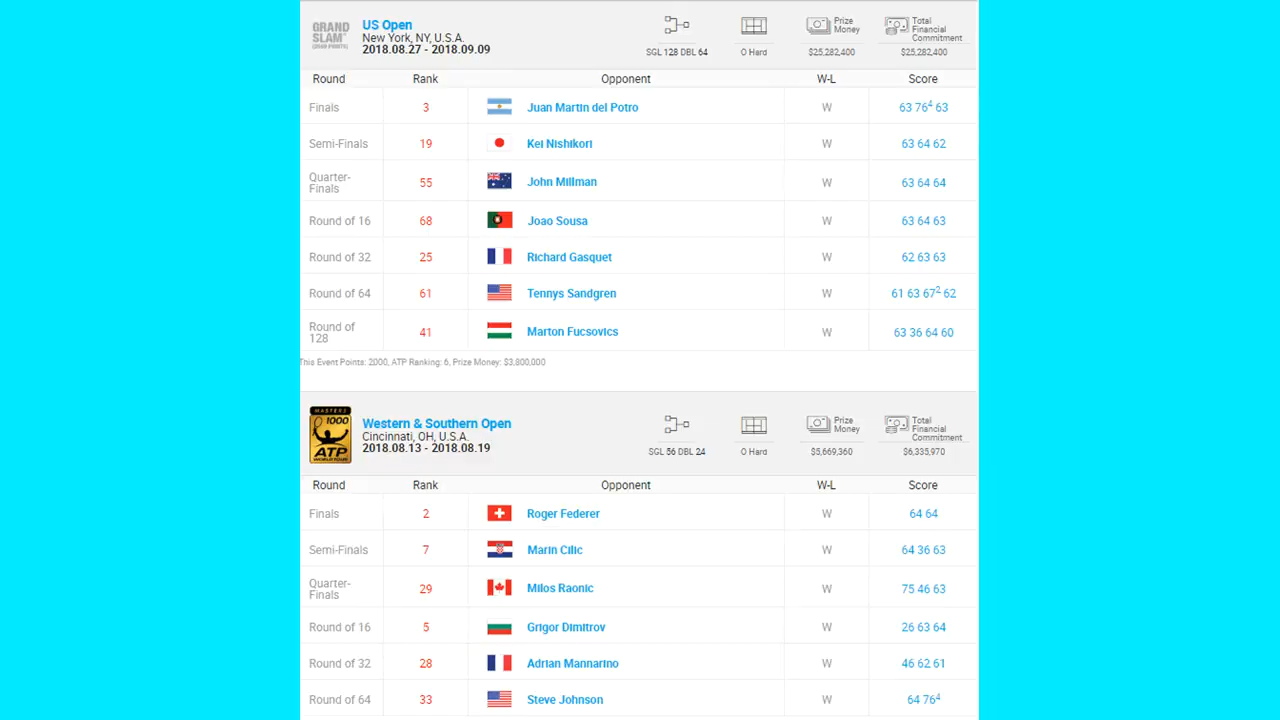 GRAND SLAM (2000 POINTS)
US Open
New York, NY, U.S.A.
2018.08.27 - 2018.09.09
SGL 128 DBL 64
O Hard
Prize Money
$25,282,400
Total Financial Commitment
$25,282,400
Round Rank Opponent W-L Score
Finals 3 Juan Martin del Potro W 63 76⁴ 63
Semi-Finals 19 Kei Nishikori W 63 64 62
Quarter-Finals 55 John Millman W 63 64 64
Round of 16 68 Joao Sousa W 63 64 63
Round of 32 25 Richard Gasquet W 62 63 63
Round of 64 61 Tennys Sandgren W 61 63 67² 62
Round of 128 41 Marton Fucsovics W 63 36 64 60
This Event Points: 2000, ATP Ranking: 6, Prize Money: $3,800,000
MASTERS 1000 ATP WORLD TOUR
Western & Southern Open
Cincinnati, OH, U.S.A.
2018.08.13 - 2018.08.19
SGL 56 DBL 24
O Hard
Prize Money
$5,669,360
Total Financial Commitment
$6,335,970
Round Rank Opponent W-L Score
Finals 2 Roger Federer W 64 64
Semi-Finals 7 Marin Cilic W 64 36 63
Quarter-Finals 29 Milos Raonic W 75 46 63
Round of 16 5 Grigor Dimitrov W 26 63 64
Round of 32 28 Adrian Mannarino W 46 62 61
Round of 64 33 Steve Johnson W 64 76⁴